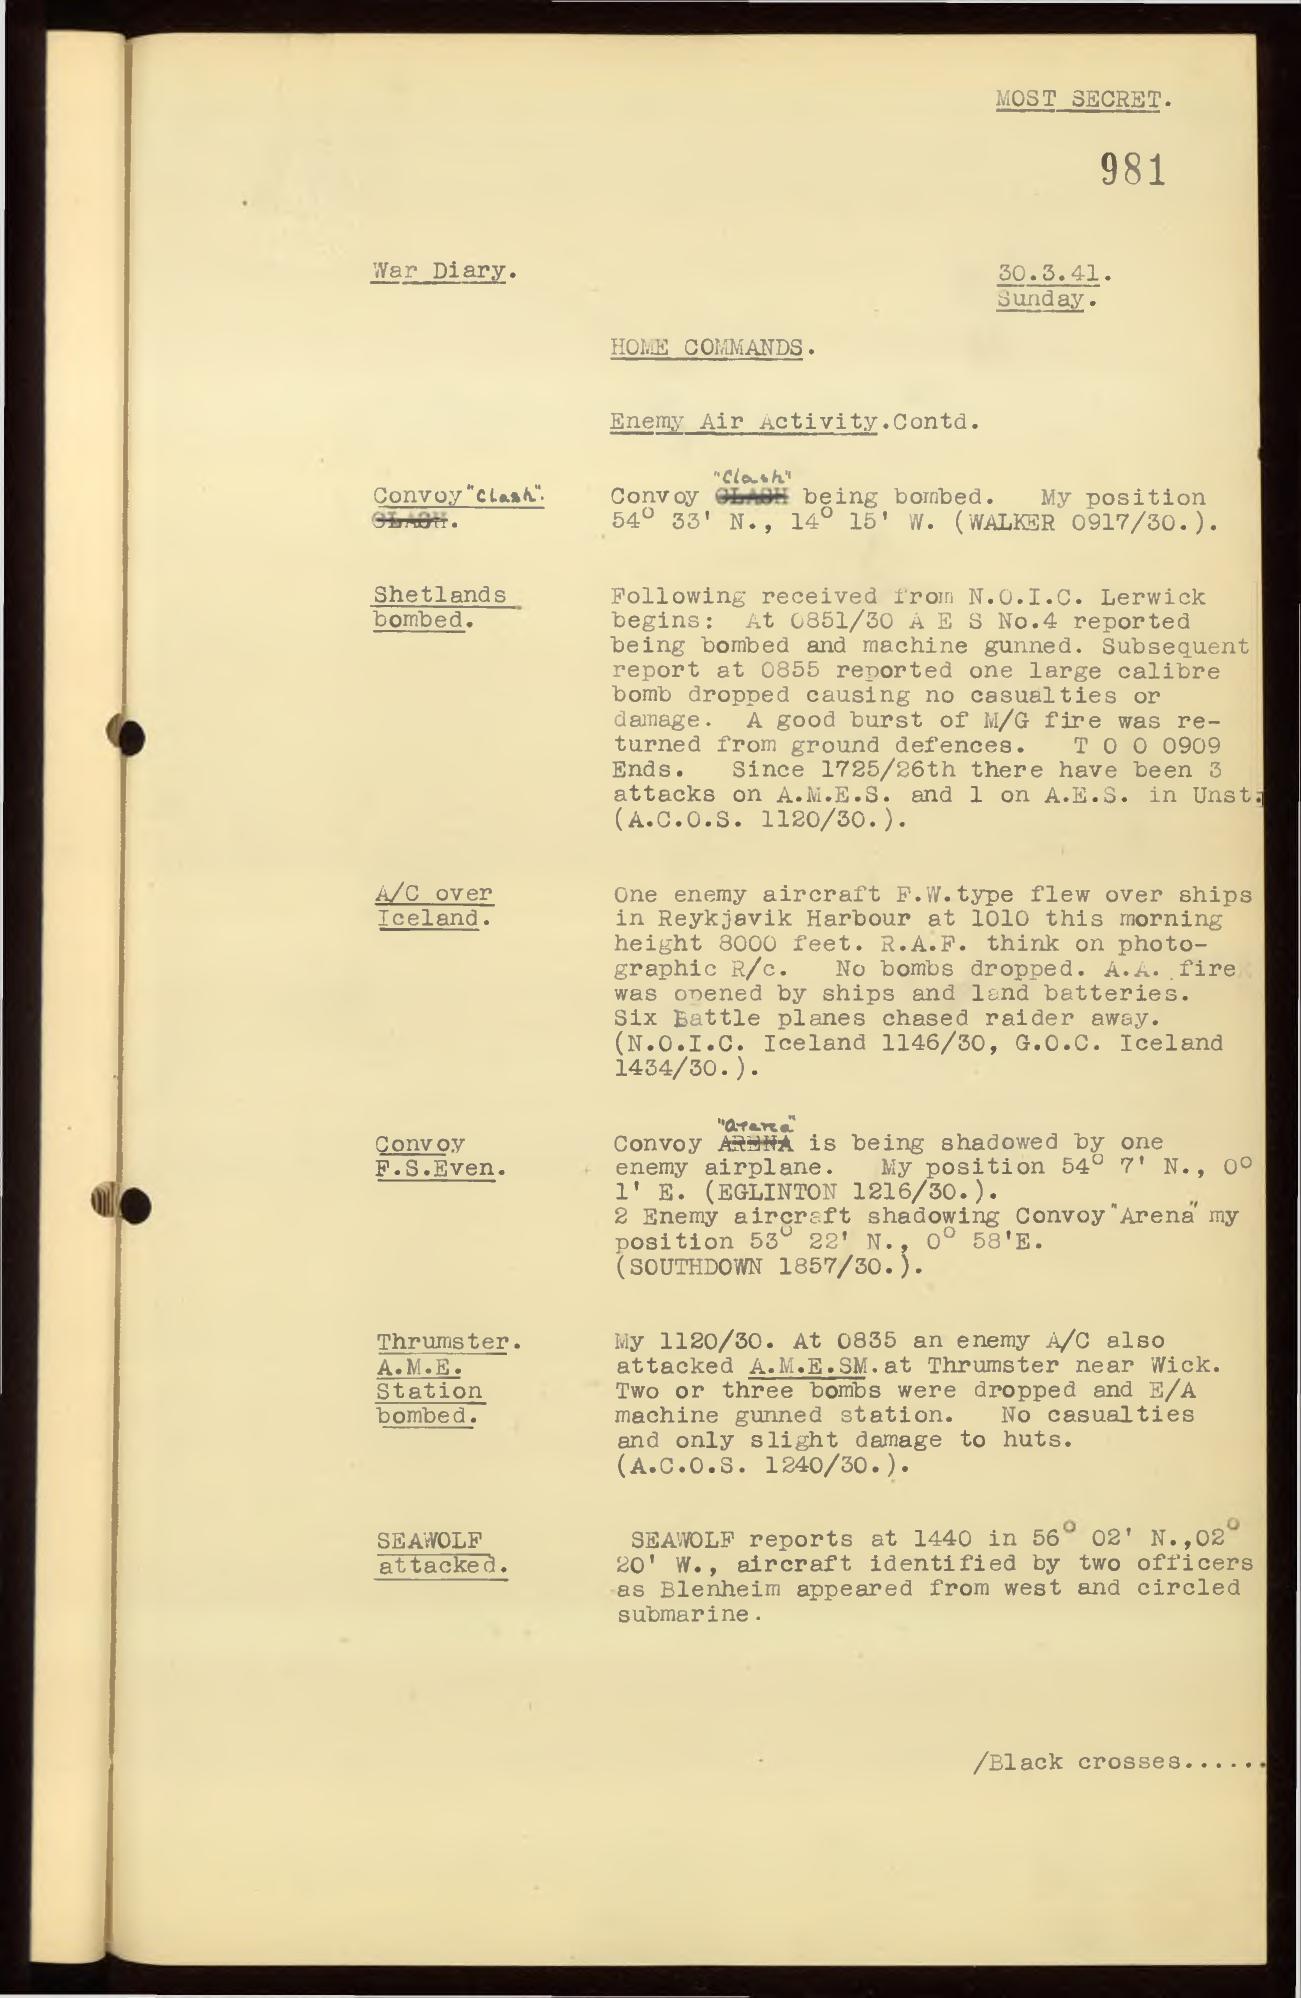 MOST SECRET.
981
War Diary.
30.3.41.
Sunday.
HOME COMMANDS.
Enemy Air Activity.Contd.
Convoy "Clash".
CLASH.
"Clash"
Convoy CLASH being bombed. My position
54° 33' N., 14° 15' W. (WALKER 0917/30.).
Shetlands
bombed.
Following received from N.O.I.C. Lerwick
begins: At 0851/30 A E S No.4 reported
being bombed and machine gunned. Subsequent
report at 0855 reported one large calibre
bomb dropped causing no casualties or
damage. A good burst of M/G fire was re-
turned from ground defences. T O O 0909
Ends. Since 1725/26th there have been 3
attacks on A.M.E.S. and 1 on A.E.S. in Unst.
(A.C.O.S. 1120/30.).
A/C over
Iceland.
One enemy aircraft F.W.type flew over ships
in Reykjavik Harbour at 1010 this morning
height 8000 feet. R.A.F. think on photo-
graphic R/c. No bombs dropped. A.A. fire
was opened by ships and land batteries.
Six Battle planes chased raider away.
(N.O.I.C. Iceland 1146/30, G.O.C. Iceland
1434/30.).
Convoy
F.S.Even.
"Arena"
Convoy ARENA is being shadowed by one
enemy airplane. My position 54° 7' N., 0°
1' E. (EGLINTON 1216/30.).
2 Enemy aircraft shadowing Convoy "Arena" my
position 53° 22' N., 0° 58'E.
(SOUTHDOWN 1857/30.).
Thrumster.
A.M.E.
Station
bombed.
My 1120/30. At 0835 an enemy A/C also
attacked A.M.E.SM.at Thrumster near Wick.
Two or three bombs were dropped and E/A
machine gunned station. No casualties
and only slight damage to huts.
(A.C.O.S. 1240/30.).
SEAWOLF
attacked.
SEAWOLF reports at 1440 in 56° 02' N.,02°
20' W., aircraft identified by two officers
as Blenheim appeared from west and circled
submarine.
/Black crosses......